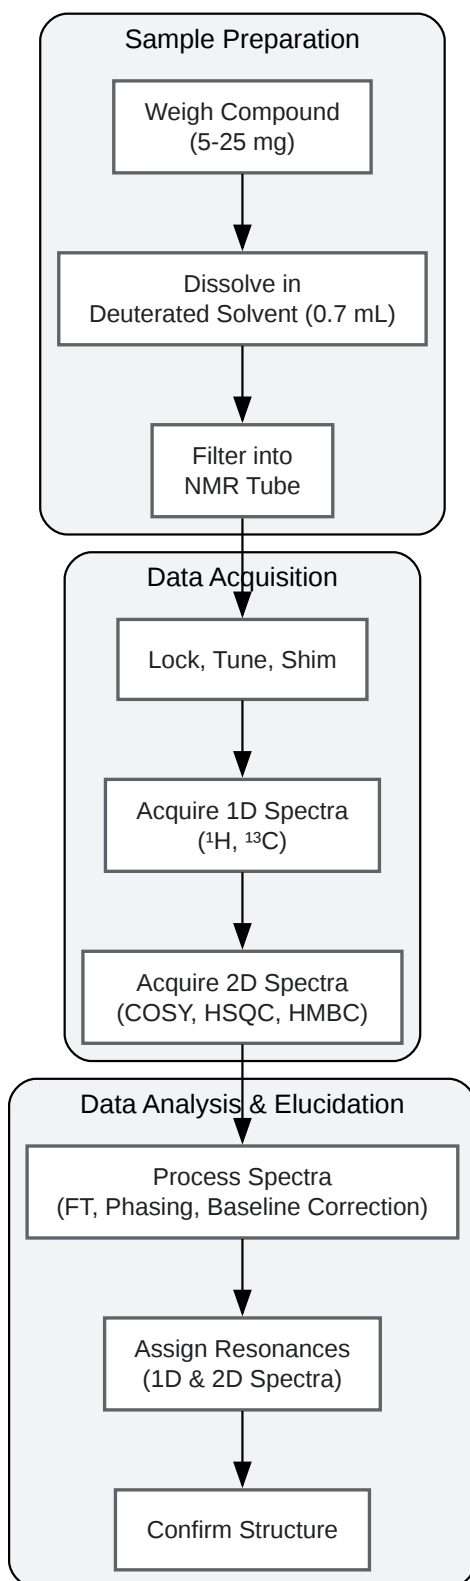 Sample Preparation
Weigh Compound
(5-25 mg)
Dissolve in
Deuterated Solvent (0.7 mL)
Filter into
NMR Tube
Data Acquisition
Lock, Tune, Shim
Acquire 1D Spectra
(¹H, ¹³C)
Acquire 2D Spectra
(COSY, HSQC, HMBC)
Data Analysis & Elucidation
Process Spectra
(FT, Phasing, Baseline Correction)
Assign Resonances
(1D & 2D Spectra)
Confirm Structure